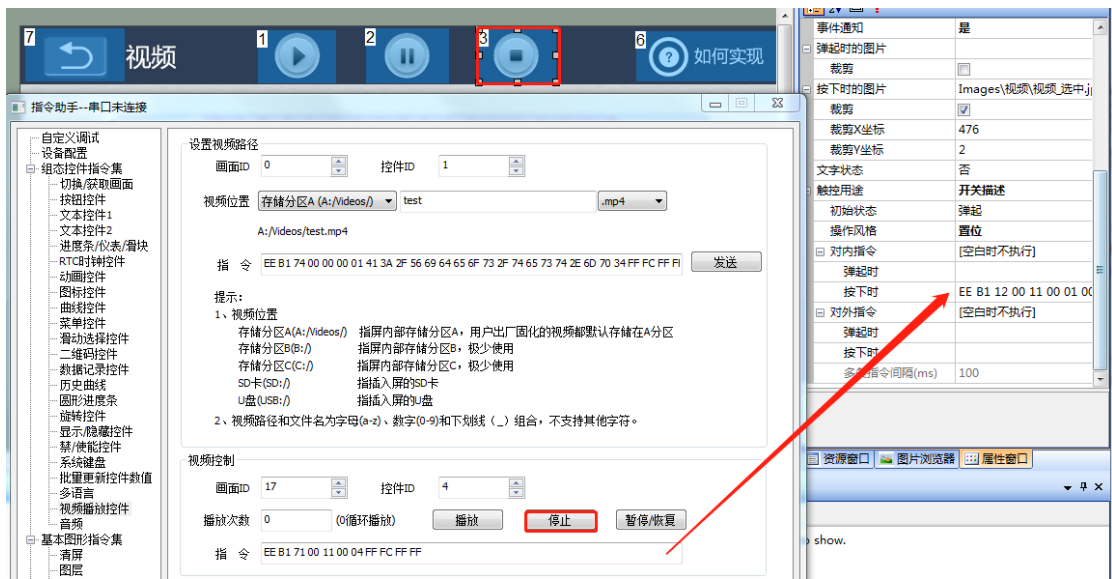 7
视频
1
2
3
6
如何实现
指令助手--串口未连接
自定义调试
设备配置
组态控件指令集
切换/获取画面
按钮控件
文本控件1
文本控件2
进度条/仪表/滑块
RTC时钟控件
动画控件
图标控件
曲线控件
菜单控件
滑动选择控件
二维码控件
数据记录控件
历史曲线
圆形进度条
旋转控件
显示/隐藏控件
禁/使能控件
系统键盘
批量更新控件数值
多语言
视频播放控件
音频
基本图形指令集
清屏
图层
设置视频路径
画面ID 0 控件ID 1
视频位置 存储分区A (A:/Videos/) test .mp4
A:/Videos/test.mp4
指 令 EE B1 74 00 00 00 01 41 3A 2F 56 69 64 65 6F 73 2F 74 65 73 74 2E 6D 70 34 FF FC FF 发送
提示:
1、视频位置
存储分区A(A:/Videos/) 指屏内部存储分区A，用户出厂固化的视频都默认存储在A分区
存储分区B(B:/) 指屏内部存储分区B，极少使用
存储分区C(C:/) 指屏内部存储分区C，极少使用
SD卡(SD:/) 指插入屏的SD卡
U盘(USB:/) 指插入屏的U盘
2、视频路径和文件名为字母(a-z)、数字(0-9)和下划线（_）组合，不支持其他字符。
视频控制
画面ID 17 控件ID 4
播放次数 0 (0循环播放) 播放 停止 暂停/恢复
指 令 EE B1 71 00 11 00 04 FF FC FF FF
事件通知 是
弹起时的图片
裁剪
按下时的图片 Images\视频\视频_选中.j
裁剪
裁剪X坐标 476
裁剪Y坐标 2
文字状态 否
触控用途 开关描述
初始状态 弹起
操作风格 置位
对内指令 [空白时不执行]
弹起时
按下时 EE B1 12 00 11 00 01 00
对外指令 [空白时不执行]
弹起时
按下时
指令间隔(ms) 100
资源窗口 图片浏览器 属性窗口
show.